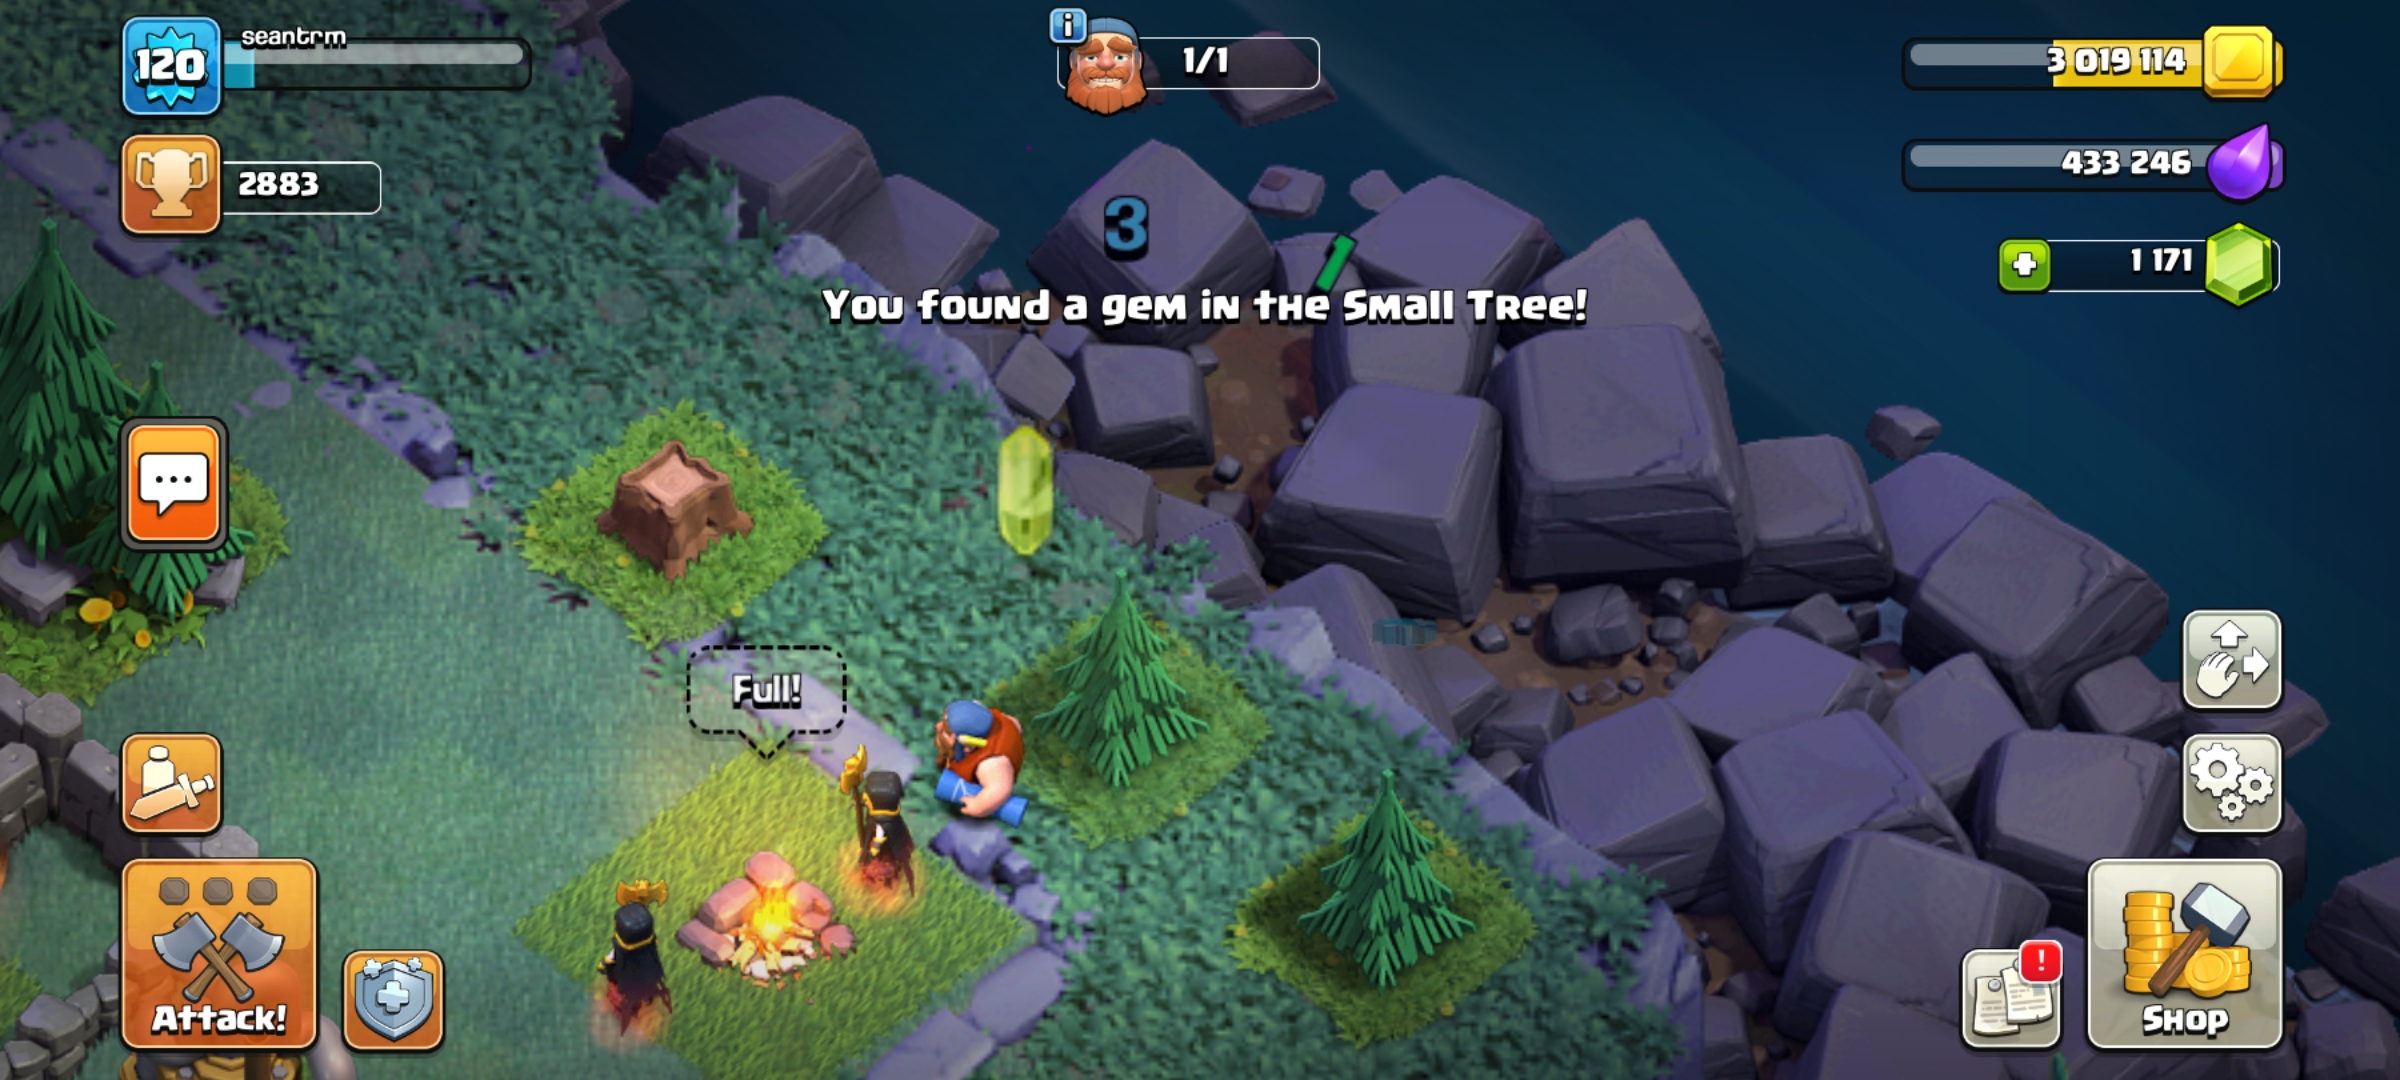 120
seantrm
1/1
3 019 114
2883
433 246
3
1
1 171
You found a gem in the Small Tree!
Full!
Attack!
!
Shop